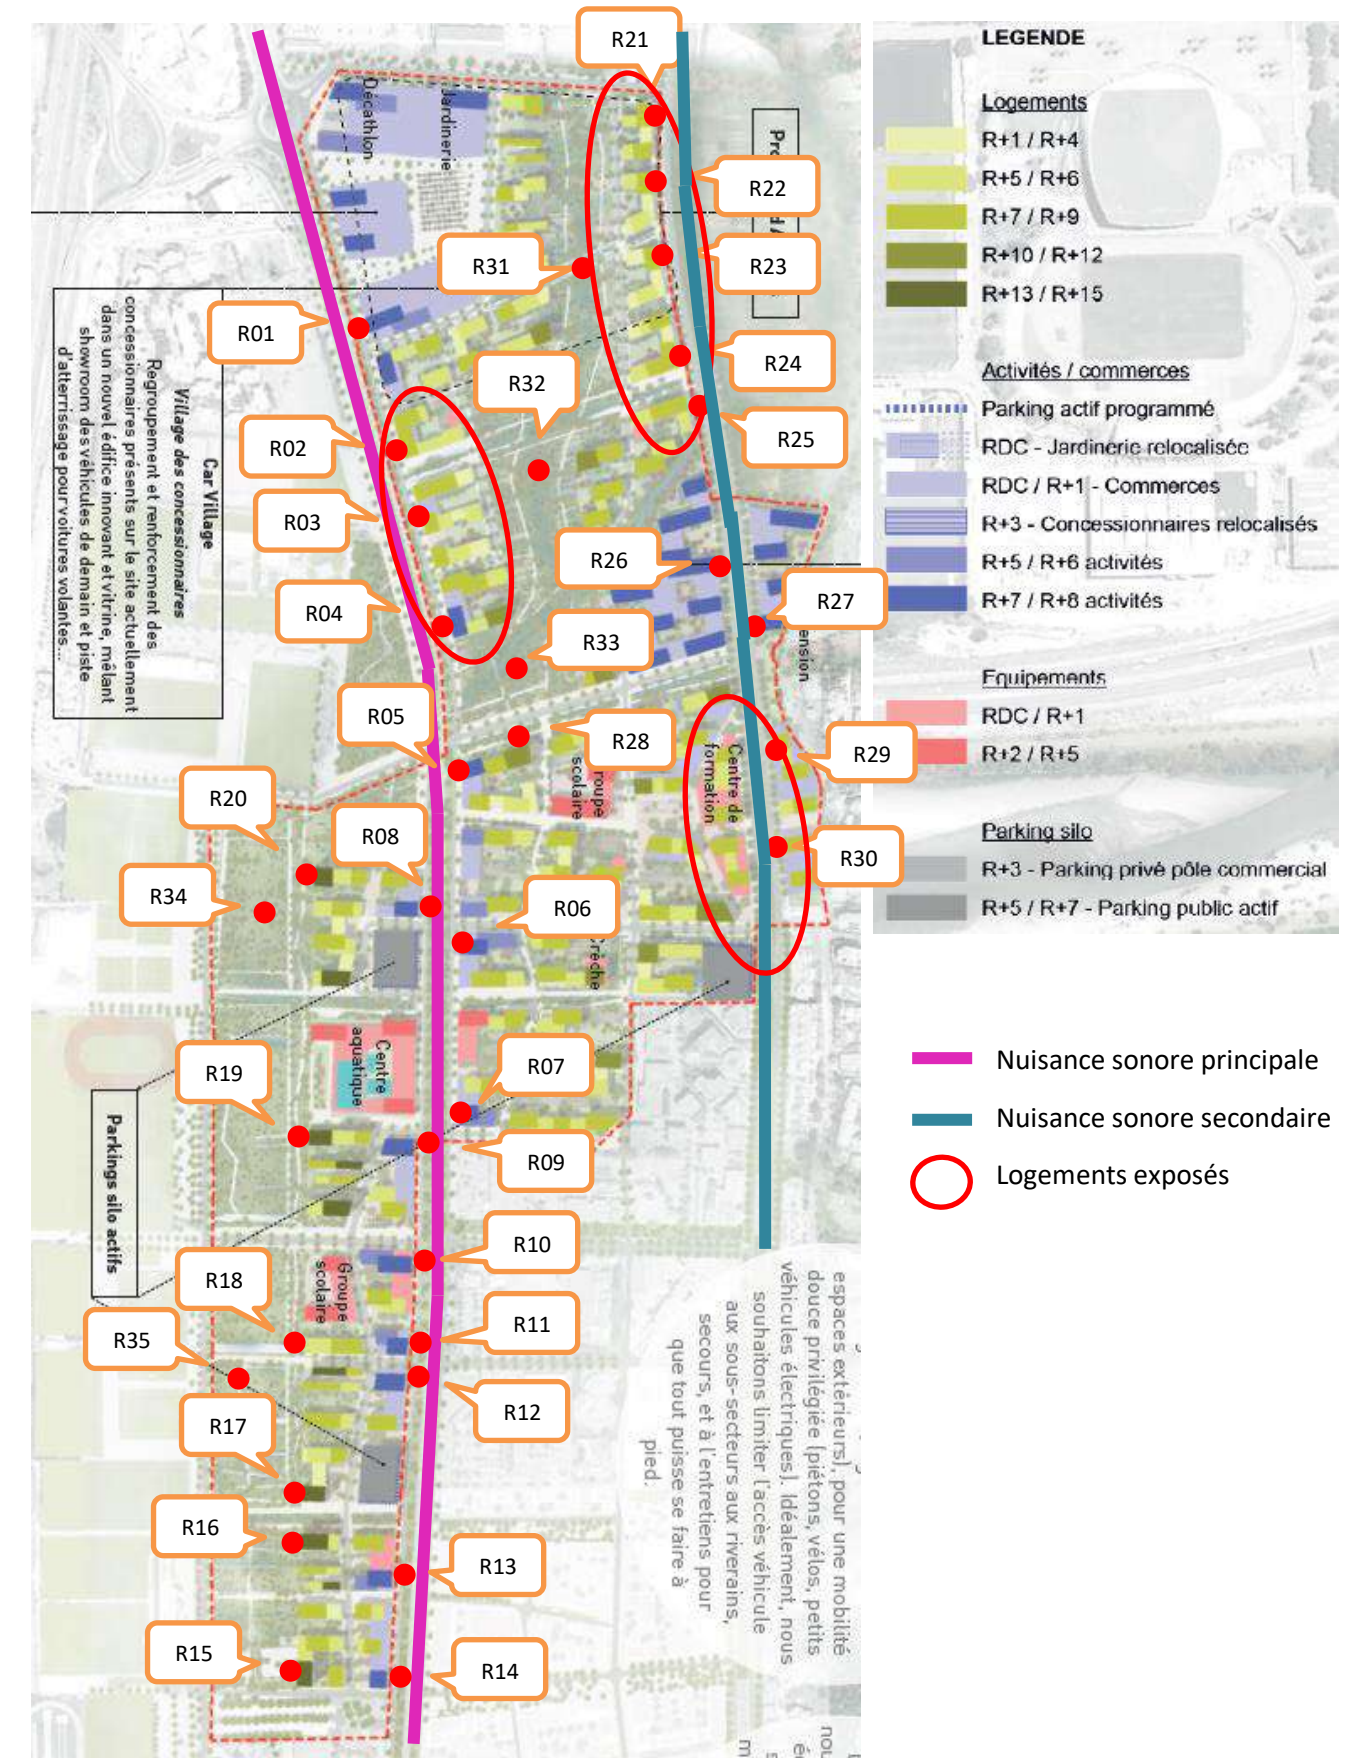 R21
R22
R23
R24
R25
R31
R32
R01
R02
R03
R04
R26
R27
R33
R05
R28
R29
R20
R08
R34
R06
R30
R19
R07
R09
R10
R18
R11
R35
R12
R17
R16
R13
R15
R14
Décathlon
Jardinerie
Car Village
Village des concessionnaires
Regroupement et renforcement des
concessionnaires présents sur le site actuellement
dans un nouvel édifice innovant et vitrine, mêlant
showroom des véhicules de demain et piste
d'atterrissage pour voitures volantes...
ension
Centre de
formation
roupe
scolaire
Crèche
Centre
aquatique
Parkings silo actifs
Groupe
scolaire
espaces extérieurs), pour une mobilité
douce privilégiée (piétons, vélos, petits
véhicules électriques). Idéalement, nous
souhaitons limiter l'accès véhicule
aux sous-secteurs aux riverains,
secours, et à l'entretiens pour
que tout puisse se faire à
pied.
LEGENDE
Logements
R+1 / R+4
R+5 / R+6
R+7 / R+9
R+10 / R+12
R+13 / R+15
Activités / commerces
Parking actif programmé
RDC - Jardinerie relocalisée
RDC / R+1 - Commerces
R+3 - Concessionnaires relocalisés
R+5 / R+6 activités
R+7 / R+8 activités
Equipements
RDC / R+1
R+2 / R+5
Parking silo
R+3 - Parking privé pôle commercial
R+5 / R+7 - Parking public actif
Nuisance sonore principale
Nuisance sonore secondaire
Logements exposés